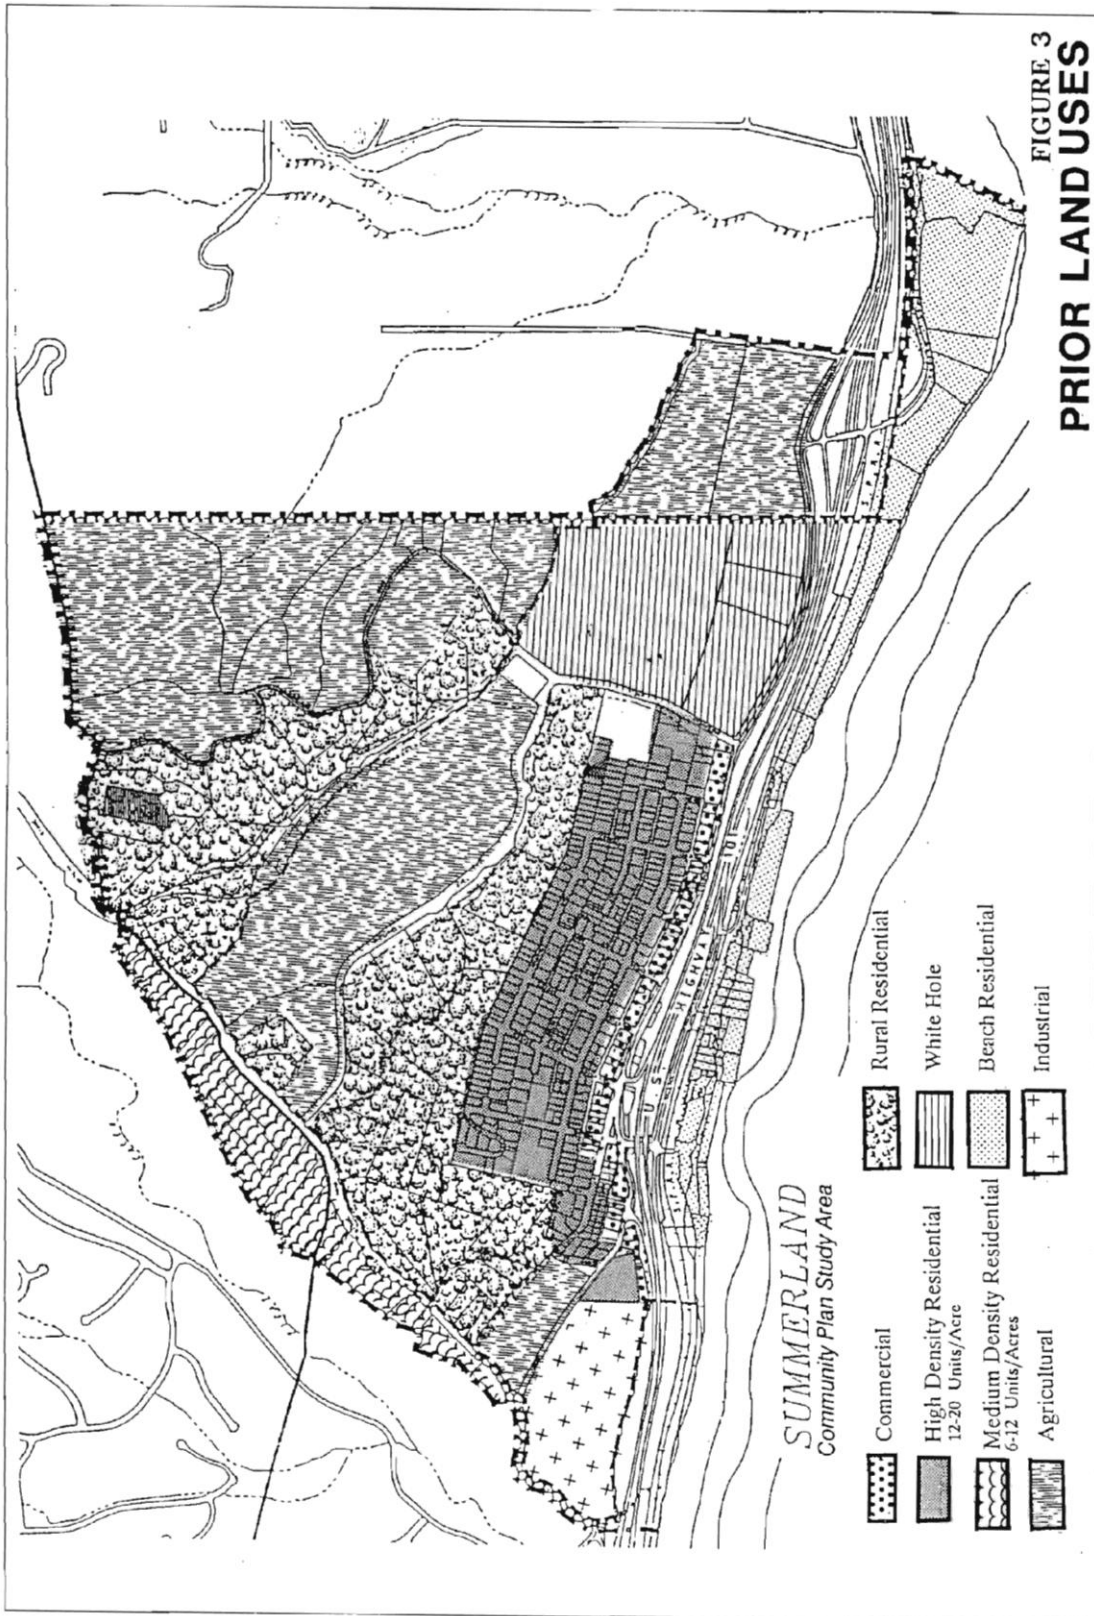 FIGURE 3
PRIOR LAND USES
U. S. HIGHWAY 101
S.P.R.R.
S.P.R.R.
SUMMERLAND
Community Plan Study Area
Commercial
High Density Residential
12-20 Units/Acre
Medium Density Residential
6-12 Units/Acres
Agricultural
Rural Residential
White Hole
Beach Residential
Industrial